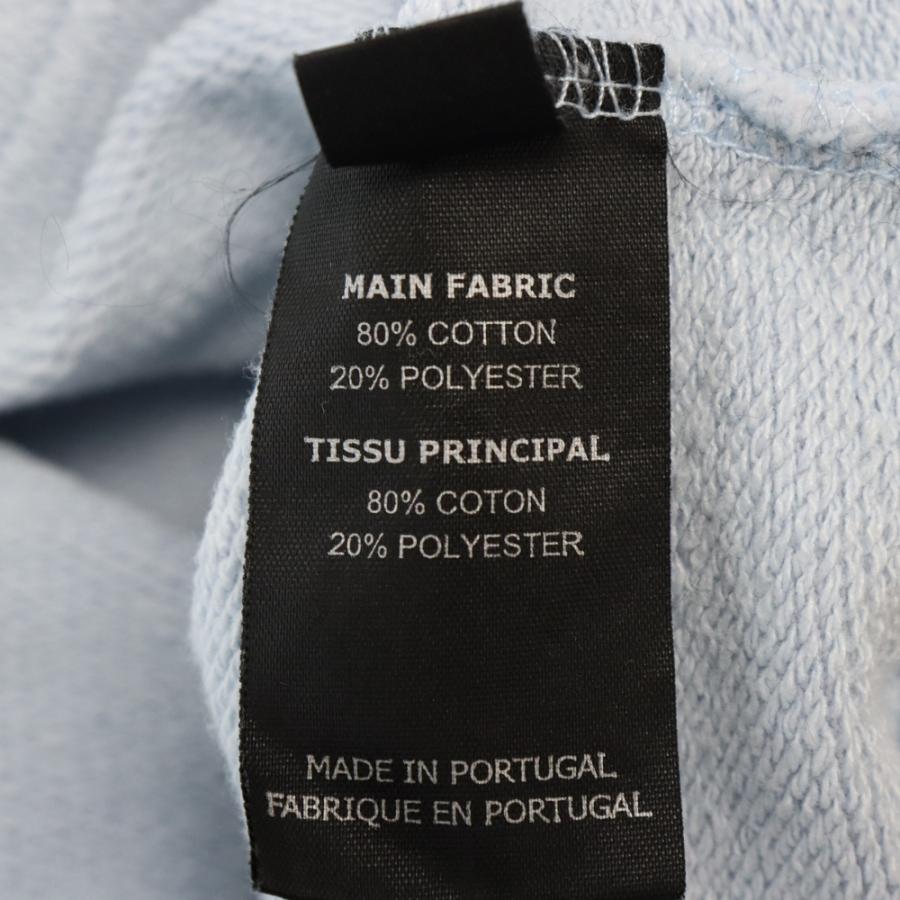 MAIN FABRIC
80% COTTON
20% POLYESTER
TISSU PRINCIPAL
80% COTON
20% POLYESTER
MADE IN PORTUGAL
FABRIQUE EN PORTUGAL